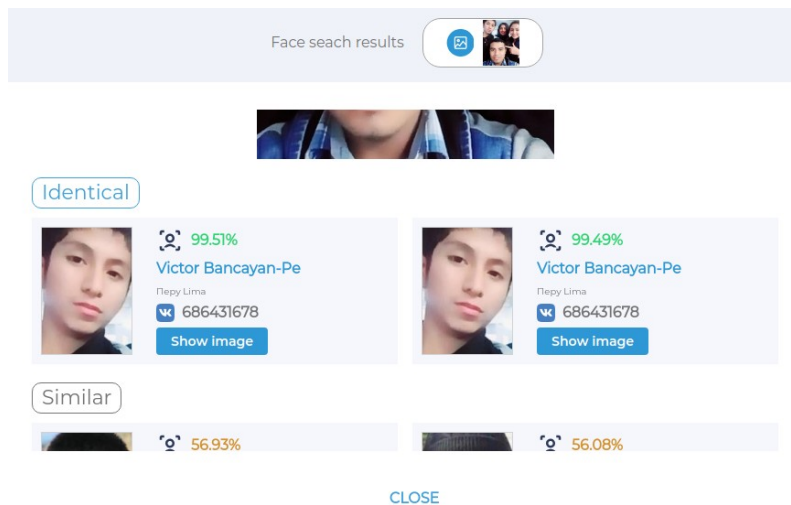 Face seach results
Identical
99.51%
Victor Bancayan-Pe
Перу Lima
686431678
Show image
99.49%
Victor Bancayan-Pe
Перу Lima
686431678
Show image
Similar
56.93%
56.08%
CLOSE